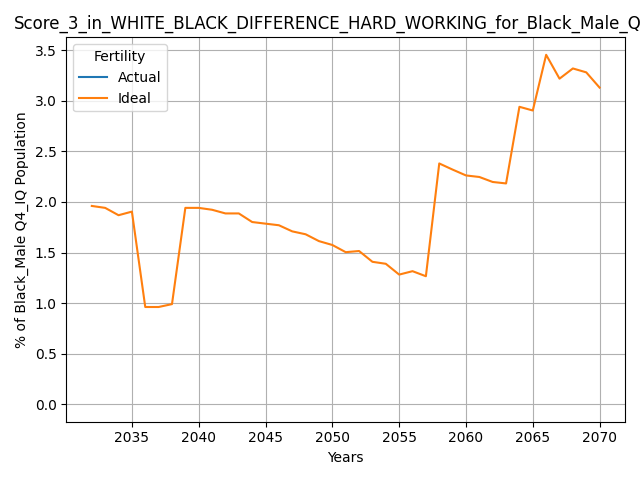 Score_3_in_WHITE_BLACK_DIFFERENCE_HARD_WORKING_for_Black_Male_Q
Fertility
Actual
Ideal
% of Black_Male Q4_IQ Population
3.5
3.0
2.5
2.0
1.5
1.0
0.5
0.0
2035 2040 2045 2050 2055 2060 2065 2070
Years